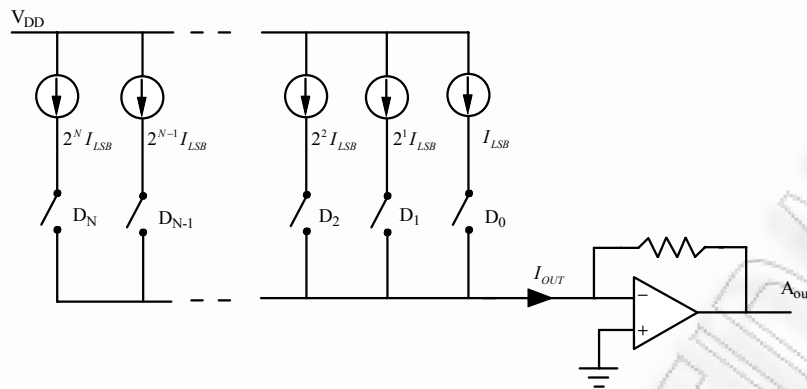 V_DD
2^N I_LSB
2^{N-1} I_LSB
2^2 I_LSB
2^1 I_LSB
I_LSB
D_N
D_{N-1}
D_2
D_1
D_0
I_OUT
−
+
A_ou